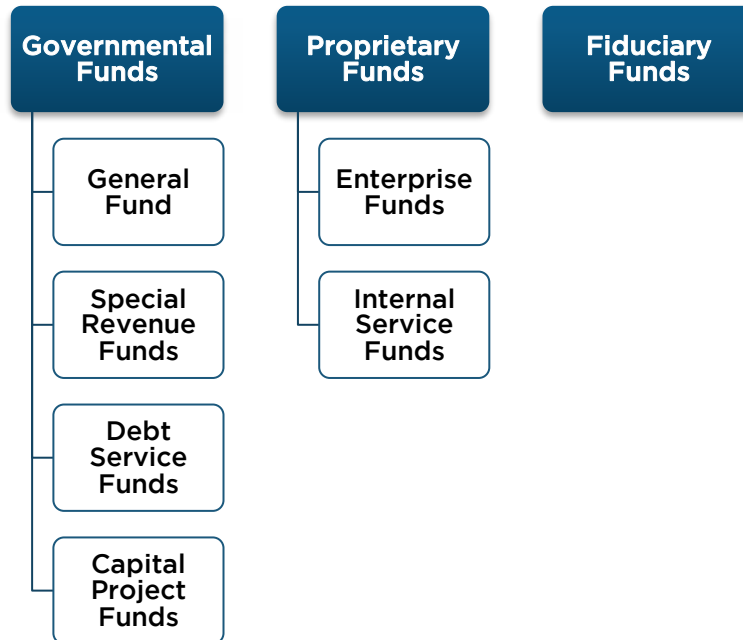 Governmental
Funds
General
Fund
Special
Revenue
Funds
Debt
Service
Funds
Capital
Project
Funds
Proprietary
Funds
Enterprise
Funds
Internal
Service
Funds
Fiduciary
Funds